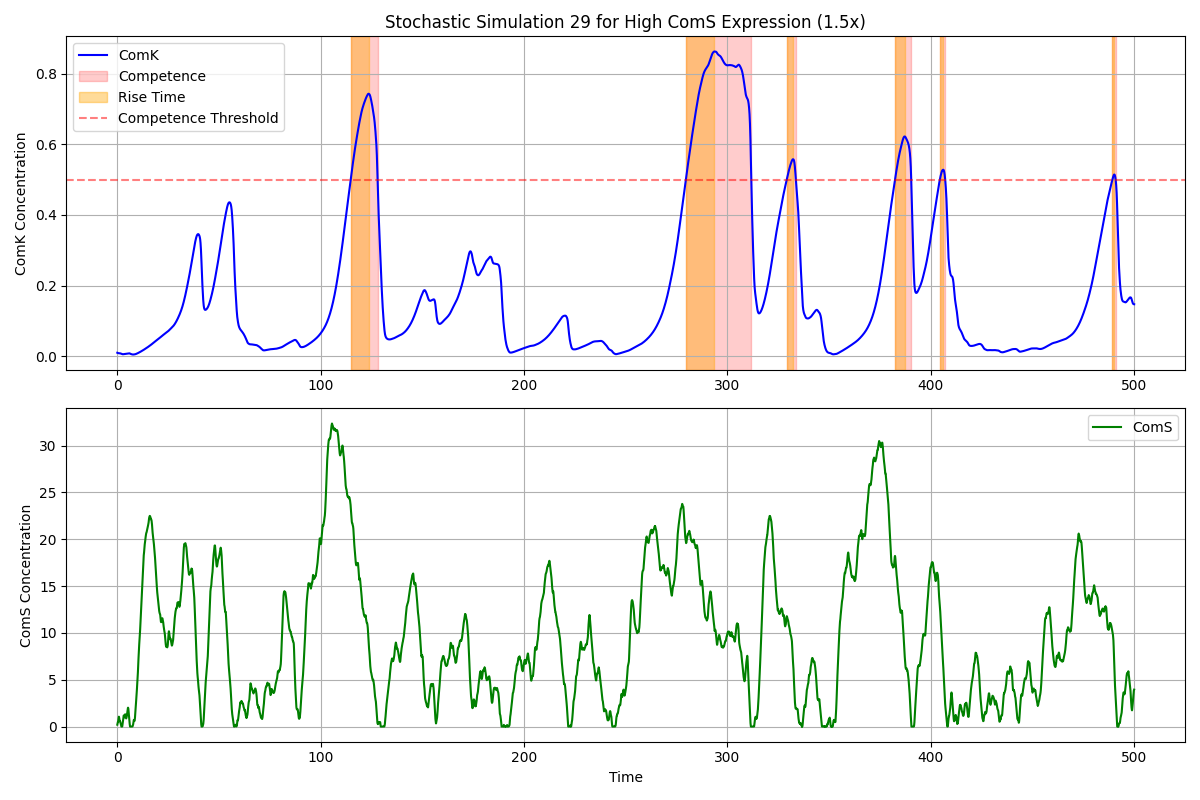 Stochastic Simulation 29 for High ComS Expression (1.5x)
ComK
Competence
Rise Time
Competence Threshold
ComK Concentration
0.8
0.6
0.4
0.2
0.0
0 100 200 300 400 500
ComS
ComS Concentration
30
25
20
15
10
5
0
0 100 200 300 400 500
Time